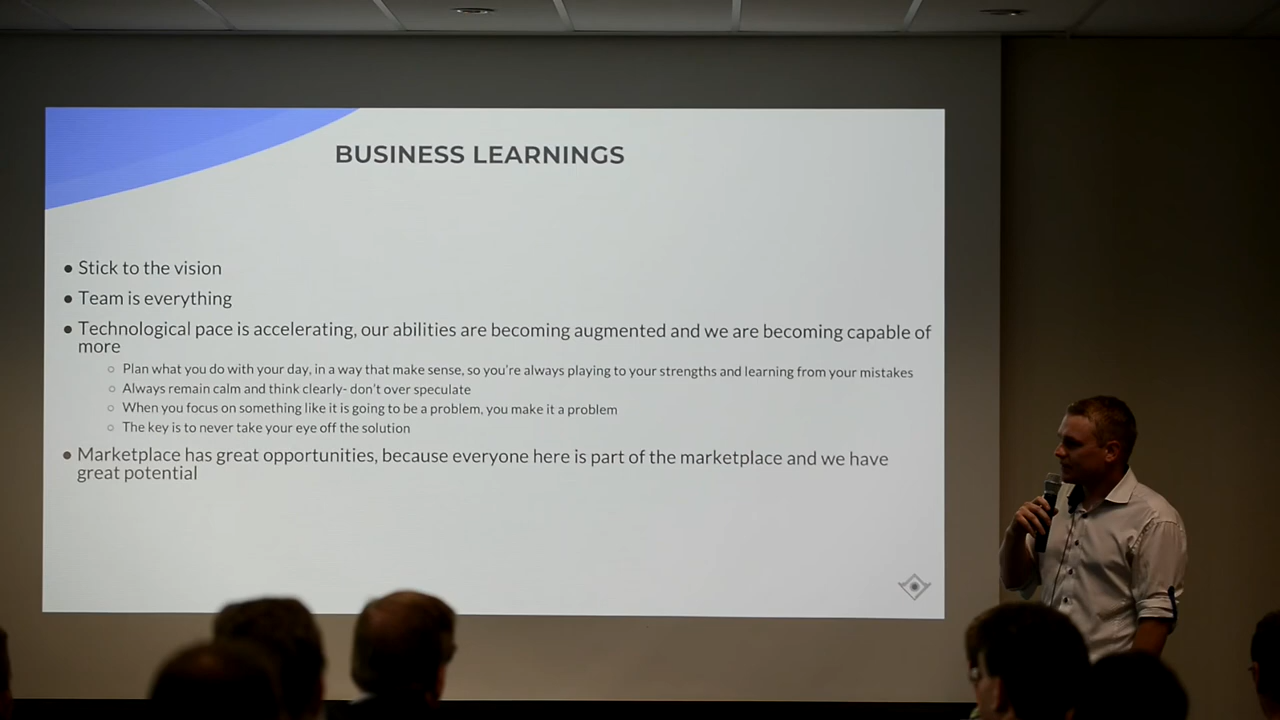 BUSINESS LEARNINGS
● Stick to the vision
● Team is everything
● Technological pace is accelerating, our abilities are becoming augmented and we are becoming capable of
more
○ Plan what you do with your day, in a way that make sense, so you're always playing to your strengths and learning from your mistakes
○ Always remain calm and think clearly- don't over speculate
○ When you focus on something like it is going to be a problem, you make it a problem
○ The key is to never take your eye off the solution
● Marketplace has great opportunities, because everyone here is part of the marketplace and we have
great potential